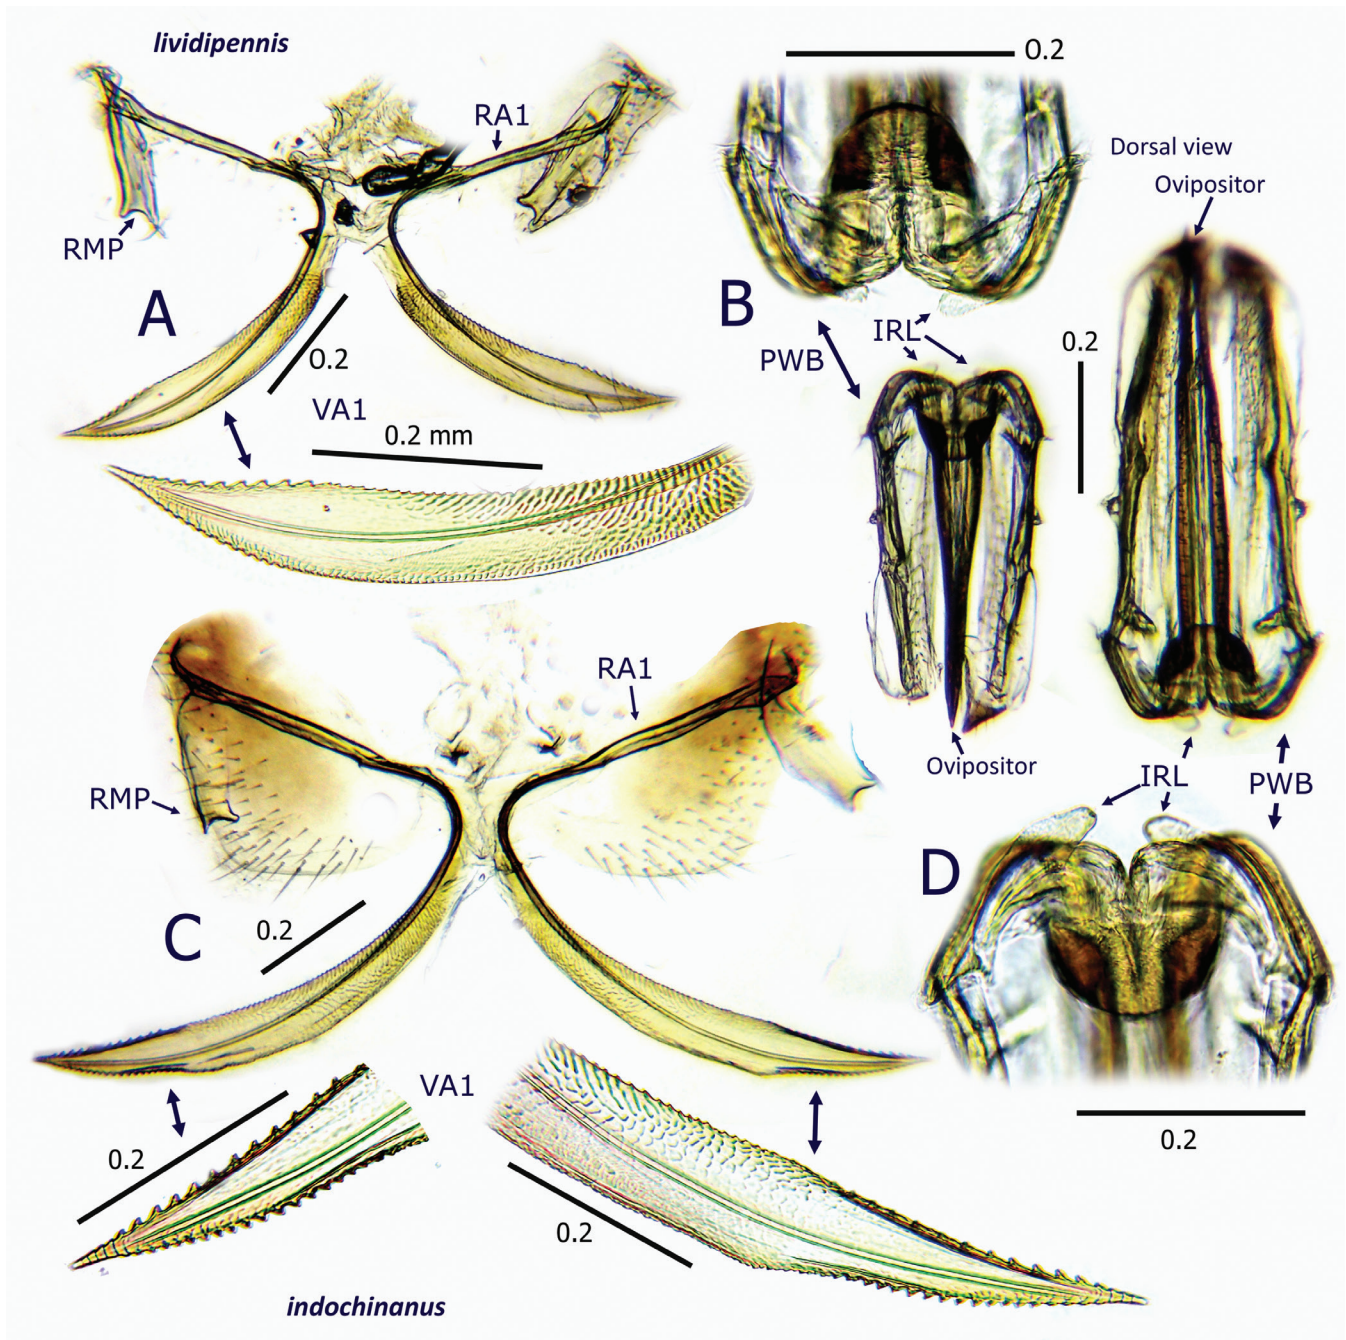 lividipennis
0.2
RA1
Dorsal view
Ovipositor
RMP
A
B
IRL
0.2
PWB
0.2
VA1
0.2 mm
RA1
Ovipositor
IRL
PWB
RMP
D
C
0.2
VA1
0.2
0.2
0.2
indochinanus